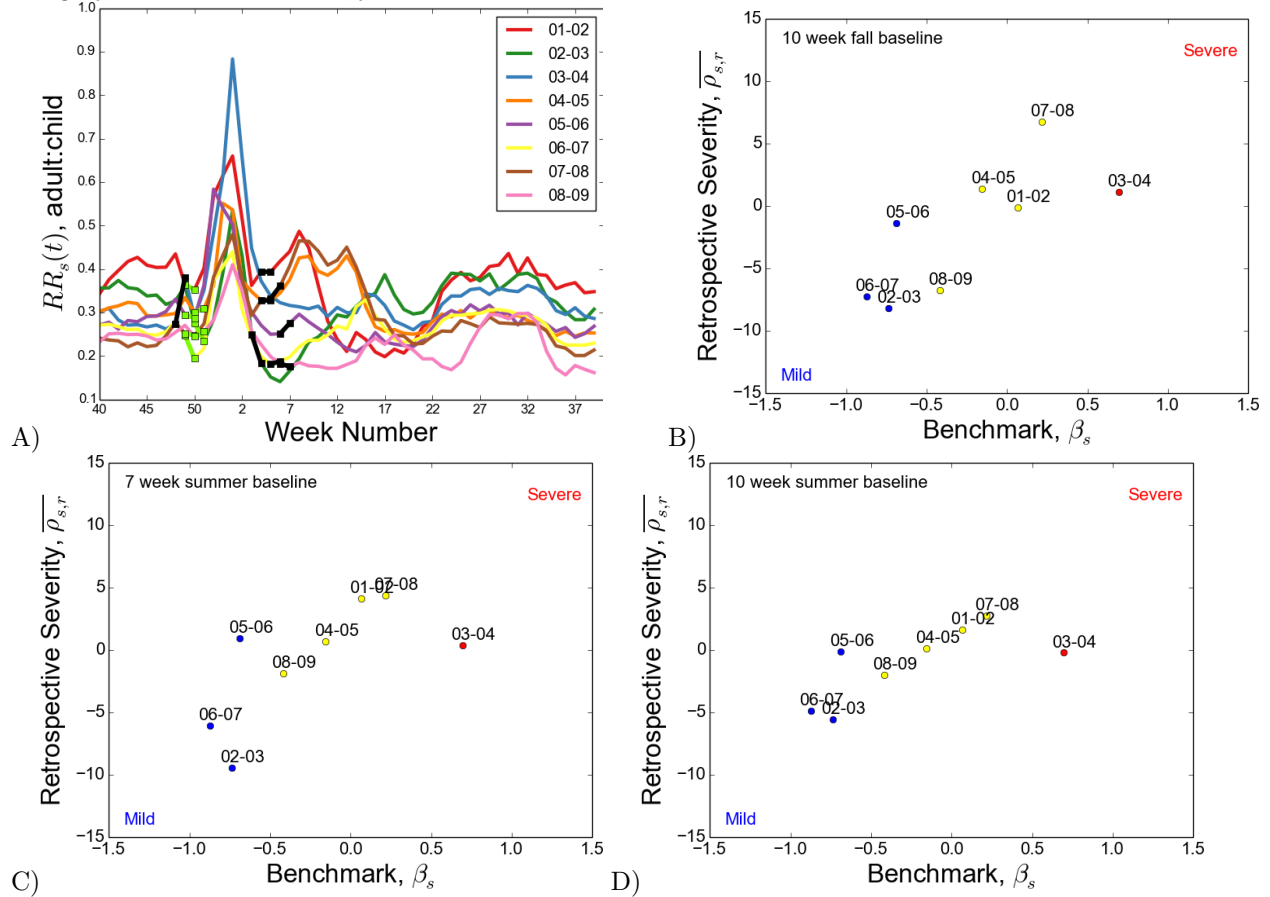 1.0
0.9
0.8
0.7
0.6
0.5
0.4
0.3
0.2
0.1
RR_s(t), adult:child
01-02
02-03
03-04
04-05
05-06
06-07
07-08
08-09
40 45 50 2 7 12 17 22 27 32 37
Week Number
A)
10 week fall baseline
Severe
Retrospective Severity, \overline{ρ_{s,r}}
15
10
5
0
−5
−10
−15
07-08
04-05
03-04
01-02
05-06
06-07
08-09
02-03
Mild
−1.5 −1.0 −0.5 0.0 0.5 1.0 1.5
Benchmark, β_s
B)
7 week summer baseline
Severe
Retrospective Severity, \overline{ρ_{s,r}}
15
10
5
0
−5
−10
−15
01-02
07-08
05-06
04-05
03-04
08-09
06-07
02-03
Mild
−1.5 −1.0 −0.5 0.0 0.5 1.0 1.5
Benchmark, β_s
C)
10 week summer baseline
Severe
Retrospective Severity, \overline{ρ_{s,r}}
15
10
5
0
−5
−10
−15
07-08
01-02
05-06
04-05
03-04
08-09
06-07
02-03
Mild
−1.5 −1.0 −0.5 0.0 0.5 1.0 1.5
Benchmark, β_s
D)